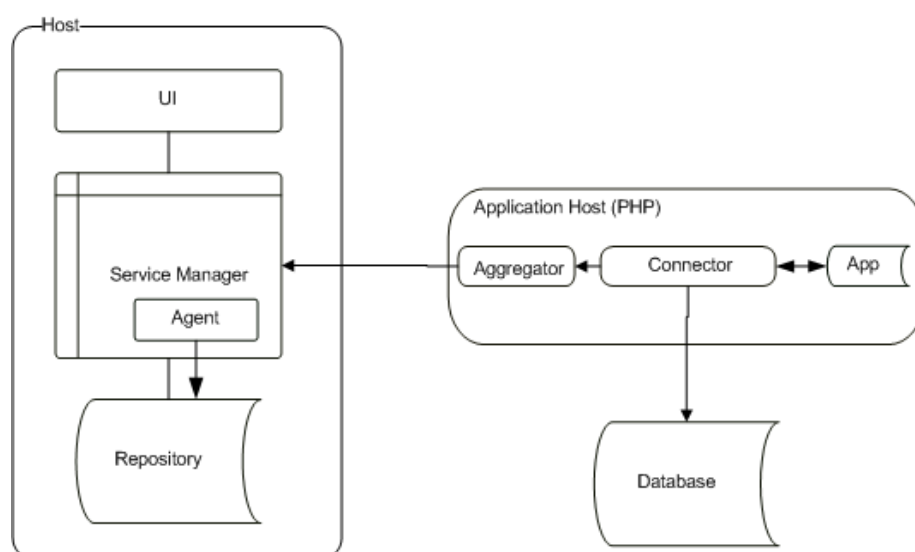 Host
UI
Service Manager
Agent
Repository
Application Host (PHP)
Aggregator
Connector
App
Database